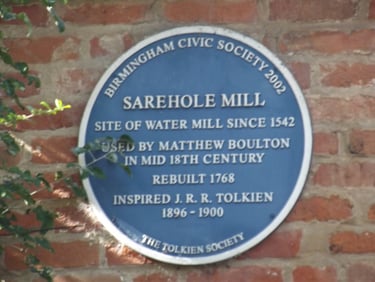 BIRMINGHAM CIVIC SOCIETY 2002
SAREHOLE MILL
SITE OF WATER MILL SINCE 1542
USED BY MATTHEW BOULTON
IN MID 18TH CENTURY
REBUILT 1768
INSPIRED J. R. R. TOLKIEN
1896 - 1900
THE TOLKIEN SOCIETY